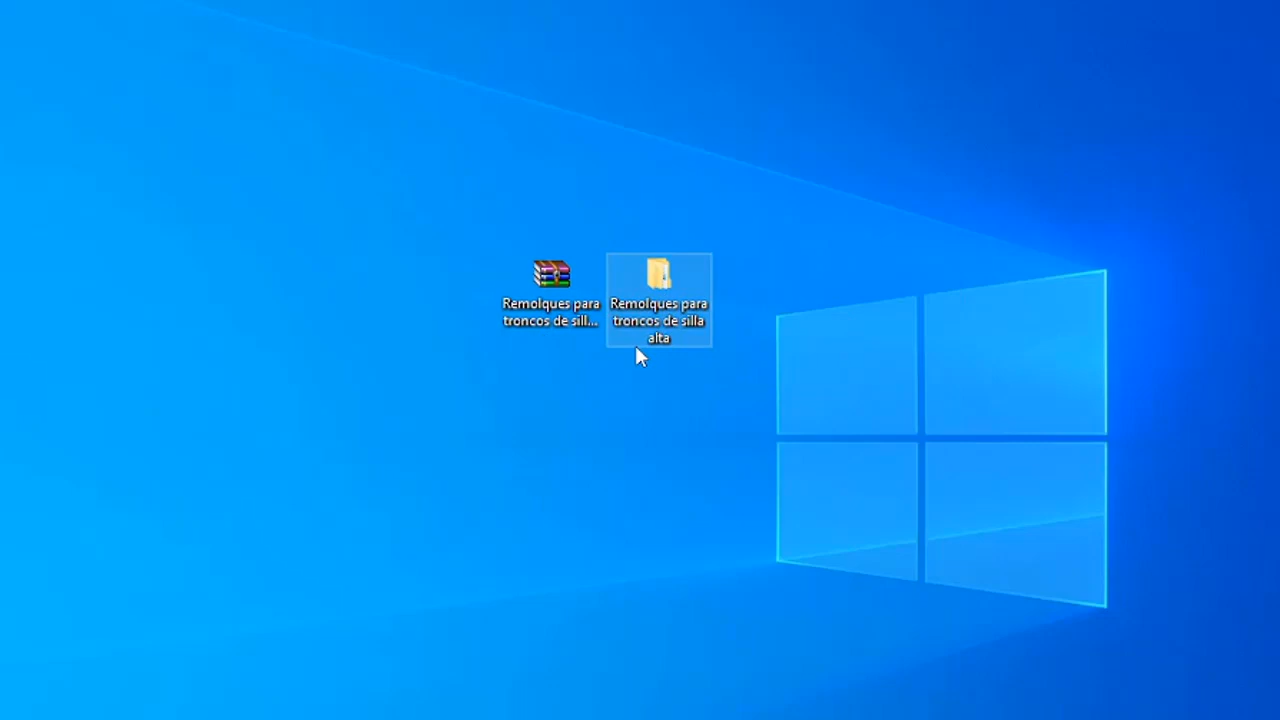 Remolques para
troncos de sill...
Remolques para
troncos de silla
alta